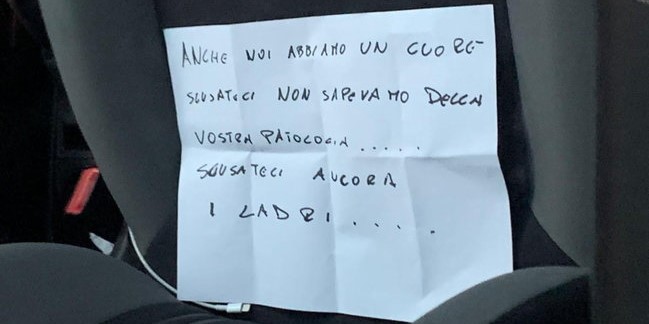 ANCHE NOI ABBIAMO UN CUORE
SCUSATECI NON SAPEVAMO DELLA
VOSTRA PATOLOGIA .....
SCUSATECI ANCORA
I LADRI .....